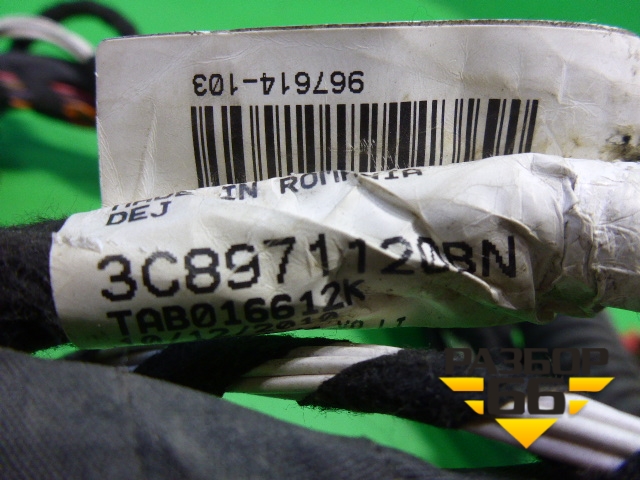 967614-103
MADE IN ROMANIA
DEJ
3C8971120BN
TAB016612K
РАЗБОР
66